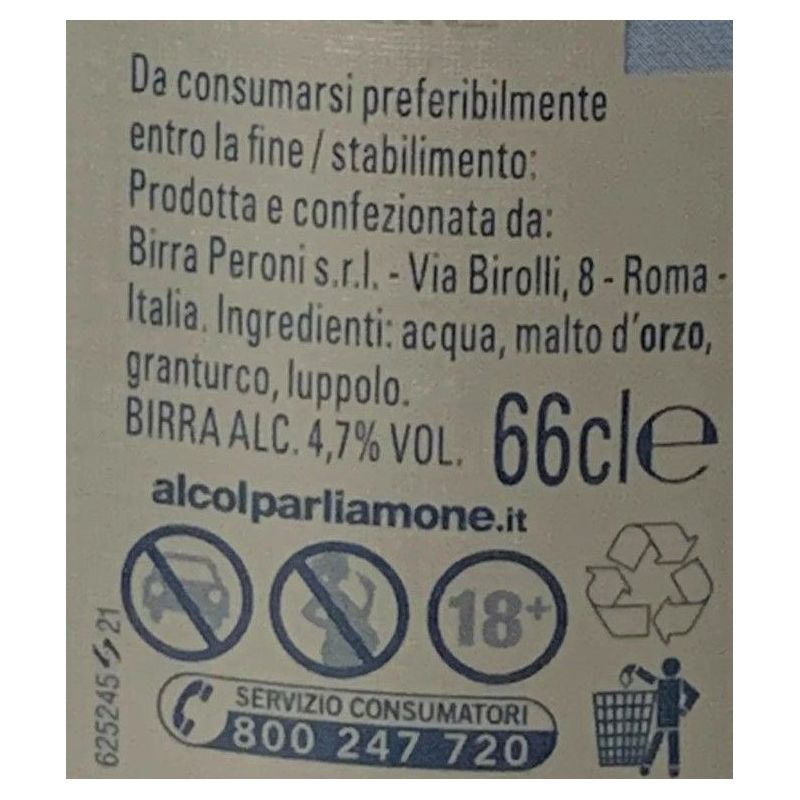 Da consumarsi preferibilmente
entro la fine / stabilimento:
Prodotta e confezionata da:
Birra Peroni s.r.l. - Via Birolli, 8 - Roma -
Italia. Ingredienti: acqua, malto d'orzo,
granturco, luppolo.
BIRRA ALC. 4,7% VOL.
66cl e
alcolparliamone.it
18+
SERVIZIO CONSUMATORI
800 247 720
625245 21